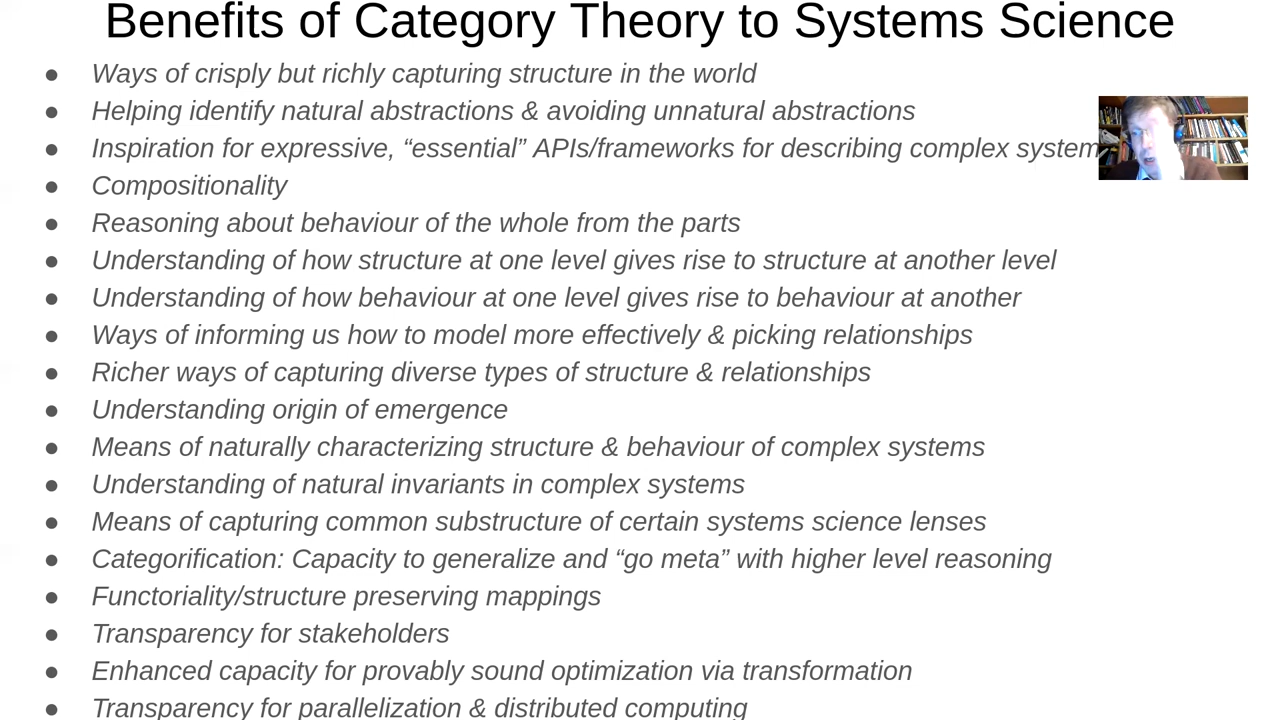 Benefits of Category Theory to Systems Science
● Ways of crisply but richly capturing structure in the world
● Helping identify natural abstractions & avoiding unnatural abstractions
● Inspiration for expressive, “essential” APIs/frameworks for describing complex system
● Compositionality
● Reasoning about behaviour of the whole from the parts
● Understanding of how structure at one level gives rise to structure at another level
● Understanding of how behaviour at one level gives rise to behaviour at another
● Ways of informing us how to model more effectively & picking relationships
● Richer ways of capturing diverse types of structure & relationships
● Understanding origin of emergence
● Means of naturally characterizing structure & behaviour of complex systems
● Understanding of natural invariants in complex systems
● Means of capturing common substructure of certain systems science lenses
● Categorification: Capacity to generalize and “go meta” with higher level reasoning
● Functoriality/structure preserving mappings
● Transparency for stakeholders
● Enhanced capacity for provably sound optimization via transformation
● Transparency for parallelization & distributed computing